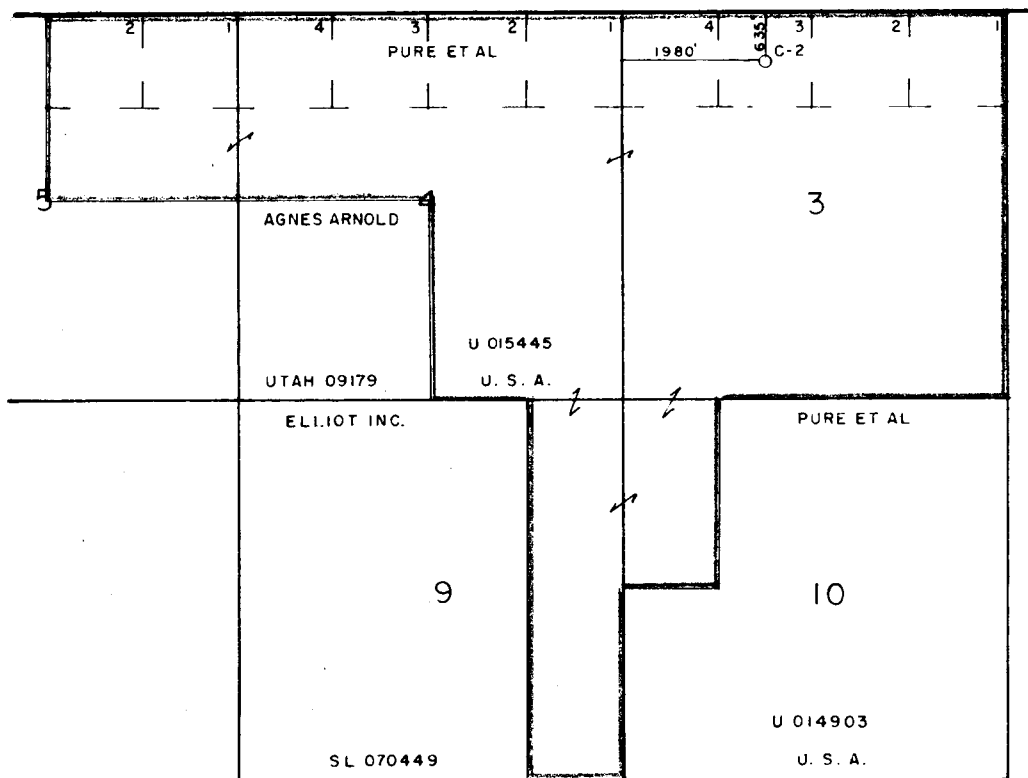 2 1 4 3 2 1 4 3 2 1
PURE ET AL
1980'
635
C-2
5
4
3
AGNES ARNOLD
U 015445
UTAH 09179
U. S. A.
ELLIOT INC.
PURE ET AL
9
10
U 014903
SL 070449
U. S. A.